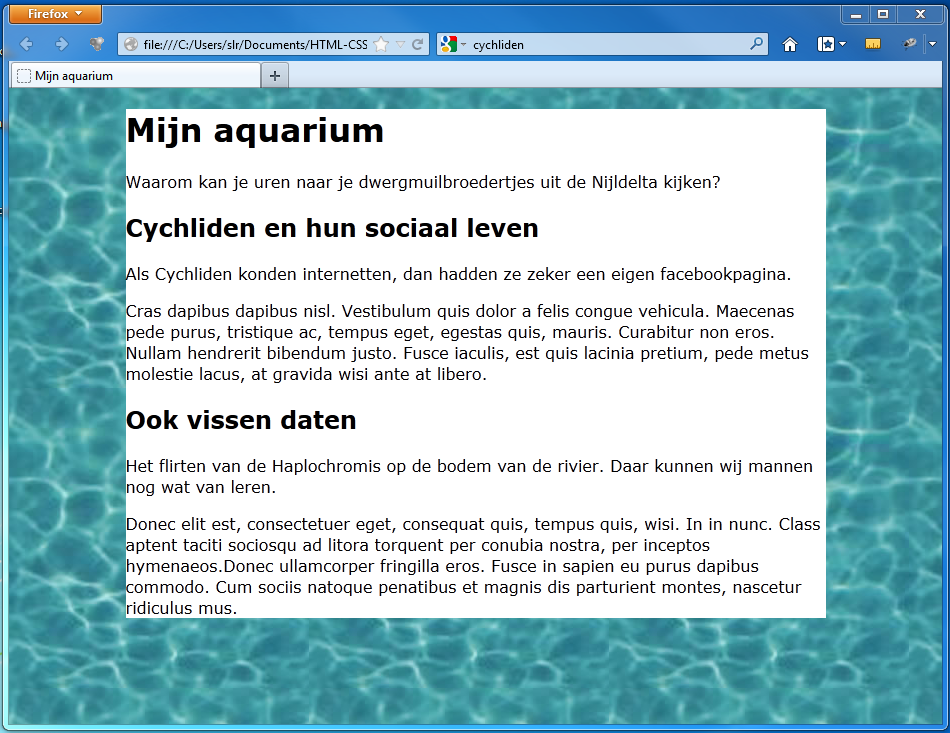 Firefox
file:///C:/Users/slr/Documents/HTML-CSS
cychliden
Mijn aquarium
Mijn aquarium
Waarom kan je uren naar je dwergmuilbroedertjes uit de Nijldelta kijken?
Cychliden en hun sociaal leven
Als Cychliden konden internetten, dan hadden ze zeker een eigen facebookpagina.
Cras dapibus dapibus nisl. Vestibulum quis dolor a felis congue vehicula. Maecenas
pede purus, tristique ac, tempus eget, egestas quis, mauris. Curabitur non eros.
Nullam hendrerit bibendum justo. Fusce iaculis, est quis lacinia pretium, pede metus
molestie lacus, at gravida wisi ante at libero.
Ook vissen daten
Het flirten van de Haplochromis op de bodem van de rivier. Daar kunnen wij mannen
nog wat van leren.
Donec elit est, consectetuer eget, consequat quis, tempus quis, wisi. In in nunc. Class
aptent taciti sociosqu ad litora torquent per conubia nostra, per inceptos
hymenaeos.Donec ullamcorper fringilla eros. Fusce in sapien eu purus dapibus
commodo. Cum sociis natoque penatibus et magnis dis parturient montes, nascetur
ridiculus mus.